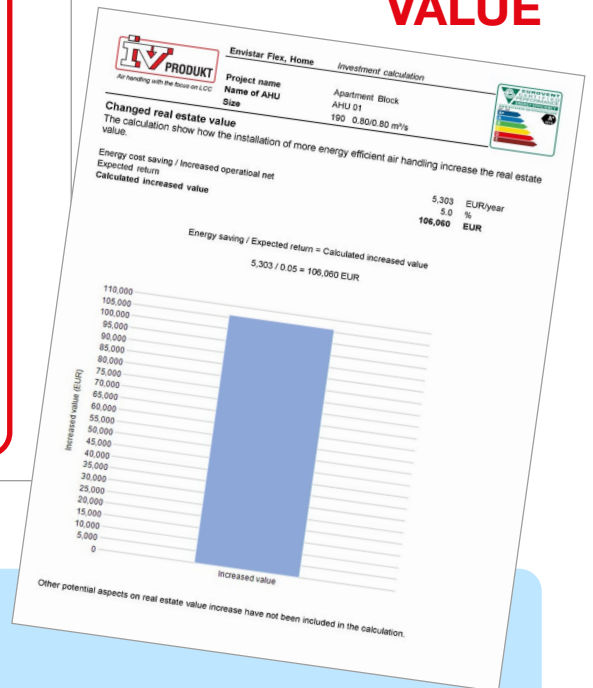 VALUE
IV PRODUKT
Air handling with the focus on LCC
Envistar Flex, Home
Investment calculation
Project name
Apartment Block
Name of AHU
AHU 01
Size
190 0.80/0.80 m³/s
EUROVENT
CERTIFIED
PERFORMANCE
Changed real estate value
The calculation show how the installation of more energy efficient air handling increase the real estate
value.
Energy cost saving / Increased operatioal net
5,303 EUR/year
Expected return
5.0 %
Calculated increased value
106,060 EUR
Energy saving / Expected return = Calculated increased value
5,303 / 0.05 = 106,060 EUR
Increased value (EUR)
110,000
105,000
100,000
95,000
90,000
85,000
80,000
75,000
70,000
65,000
60,000
55,000
50,000
45,000
40,000
35,000
30,000
25,000
20,000
15,000
10,000
5,000
0
Increased value
Other potential aspects on real estate value increase have not been included in the calculation.